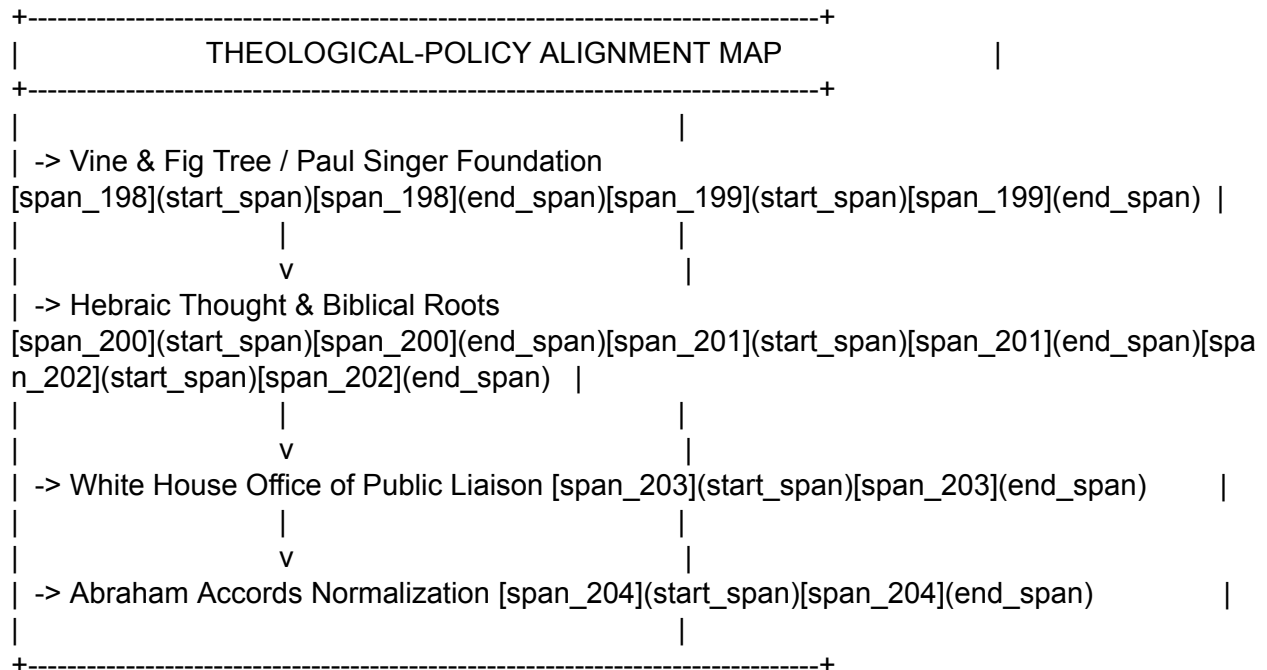 +--------------------------------------------------------------------------------+
| THEOLOGICAL-POLICY ALIGNMENT MAP |
+--------------------------------------------------------------------------------+
| |
| -> Vine & Fig Tree / Paul Singer Foundation
[span_198](start_span)[span_198](end_span)[span_199](start_span)[span_199](end_span) |
| | |
| v |
| -> Hebraic Thought & Biblical Roots
[span_200](start_span)[span_200](end_span)[span_201](start_span)[span_201](end_span)[spa
n_202](start_span)[span_202](end_span) |
| | |
| v |
| -> White House Office of Public Liaison [span_203](start_span)[span_203](end_span) |
| | |
| v |
| -> Abraham Accords Normalization [span_204](start_span)[span_204](end_span) |
| |
+--------------------------------------------------------------------------------+